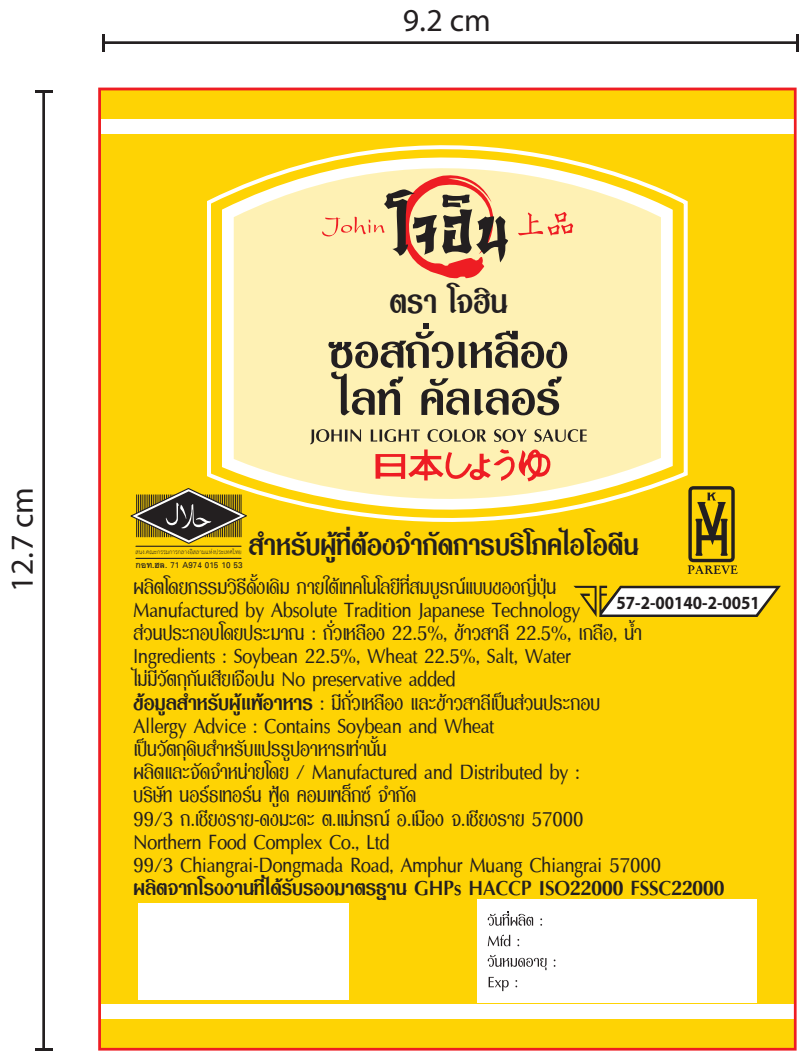 9.2 cm
12.7 cm
Johin โจฮิน 上品
ตรา โจฮิน
ซอสถั่วเหลือง
ไลท์ คัลเลอร์
JOHIN LIGHT COLOR SOY SAUCE
日本しょうゆ
حلال
กอท.ฮล. 71 A974 015 10 53
สำหรับผู้ที่ต้องจำกัดการบริโภคไอโอดีน
K
VHM
PAREVE
ผลิตโดยกรรมวิธีดั้งเดิม ภายใต้เทคโนโลยีที่สมบูรณ์แบบของญี่ปุ่น
Manufactured by Absolute Tradition Japanese Technology
57-2-00140-2-0051
ส่วนประกอบโดยประมาณ : ถั่วเหลือง 22.5%, ข้าวสาลี 22.5%, เกลือ, น้ำ
Ingredients : Soybean 22.5%, Wheat 22.5%, Salt, Water
ไม่มีวัตถุกันเสียเจือปน No preservative added
ข้อมูลสำหรับผู้แพ้อาหาร : มีถั่วเหลือง และข้าวสาลีเป็นส่วนประกอบ
Allergy Advice : Contains Soybean and Wheat
เป็นวัตถุดิบสำหรับแปรรูปอาหารเท่านั้น
ผลิตและจัดจำหน่ายโดย / Manufactured and Distributed by :
บริษัท นอร์ธเทอร์น ฟู้ด คอมเพล็กซ์ จำกัด
99/3 ถ.เชียงราย-ดงมะดะ ต.แม่กรณ์ อ.เมือง จ.เชียงราย 57000
Northern Food Complex Co., Ltd
99/3 Chiangrai-Dongmada Road, Amphur Muang Chiangrai 57000
ผลิตจากโรงงานที่ได้รับรองมาตรฐาน GHPs HACCP ISO22000 FSSC22000
วันที่ผลิต :
Mfd :
วันหมดอายุ :
Exp :